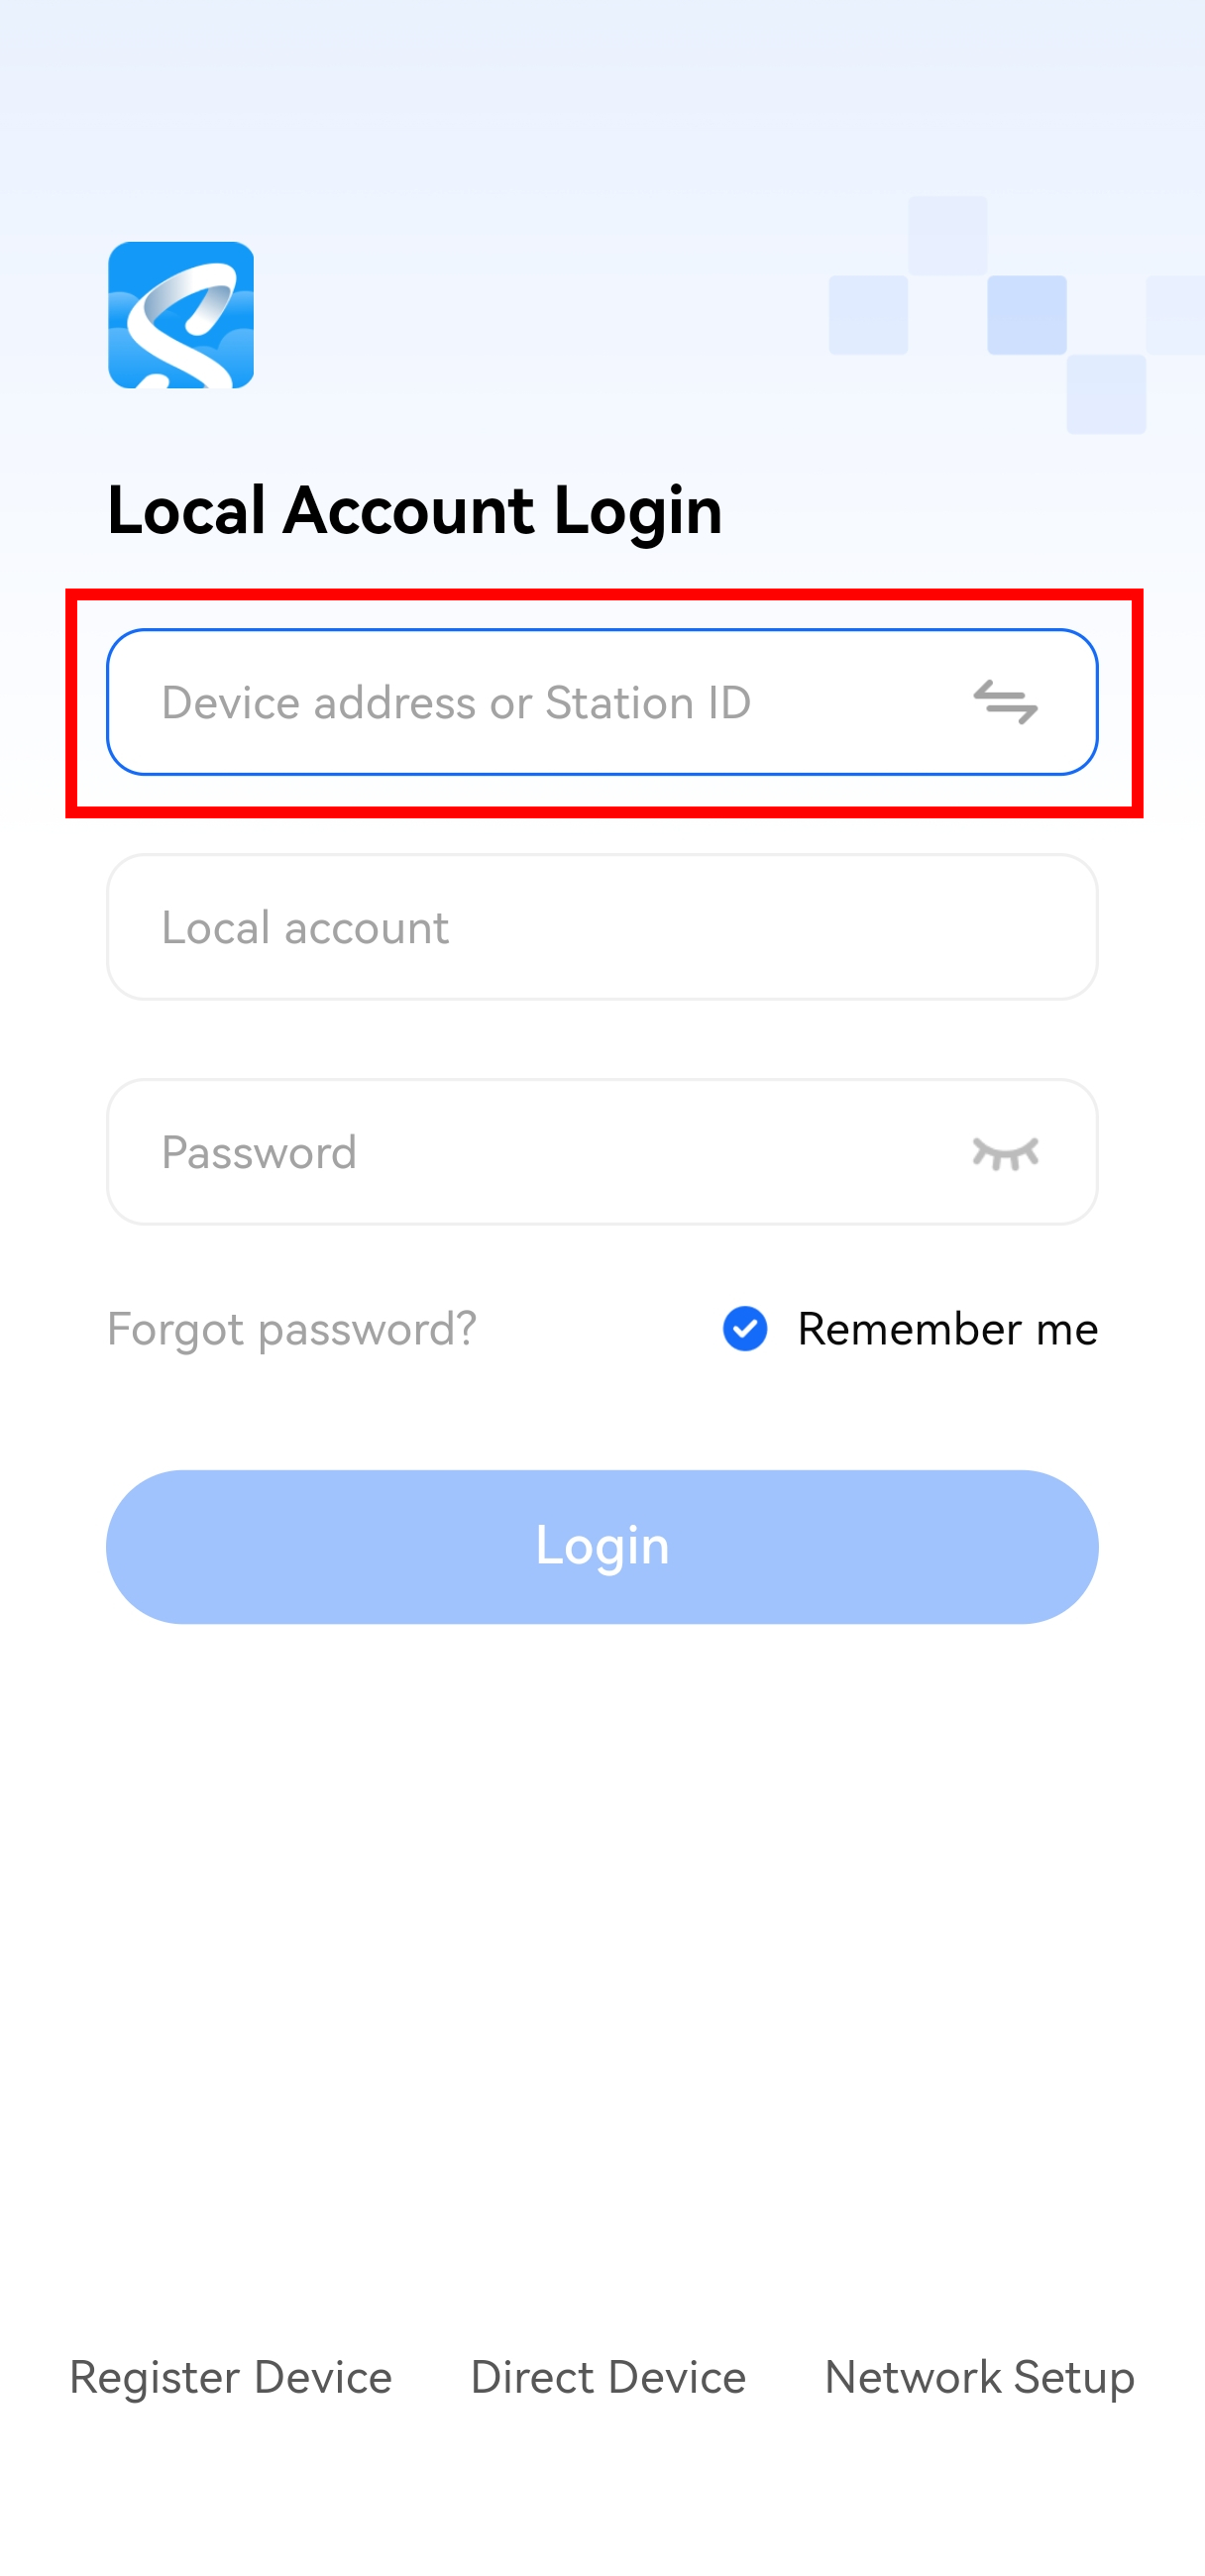 Local Account Login
Device address or Station ID
Local account
Password
Forgot password?
Remember me
Login
Register Device
Direct Device
Network Setup